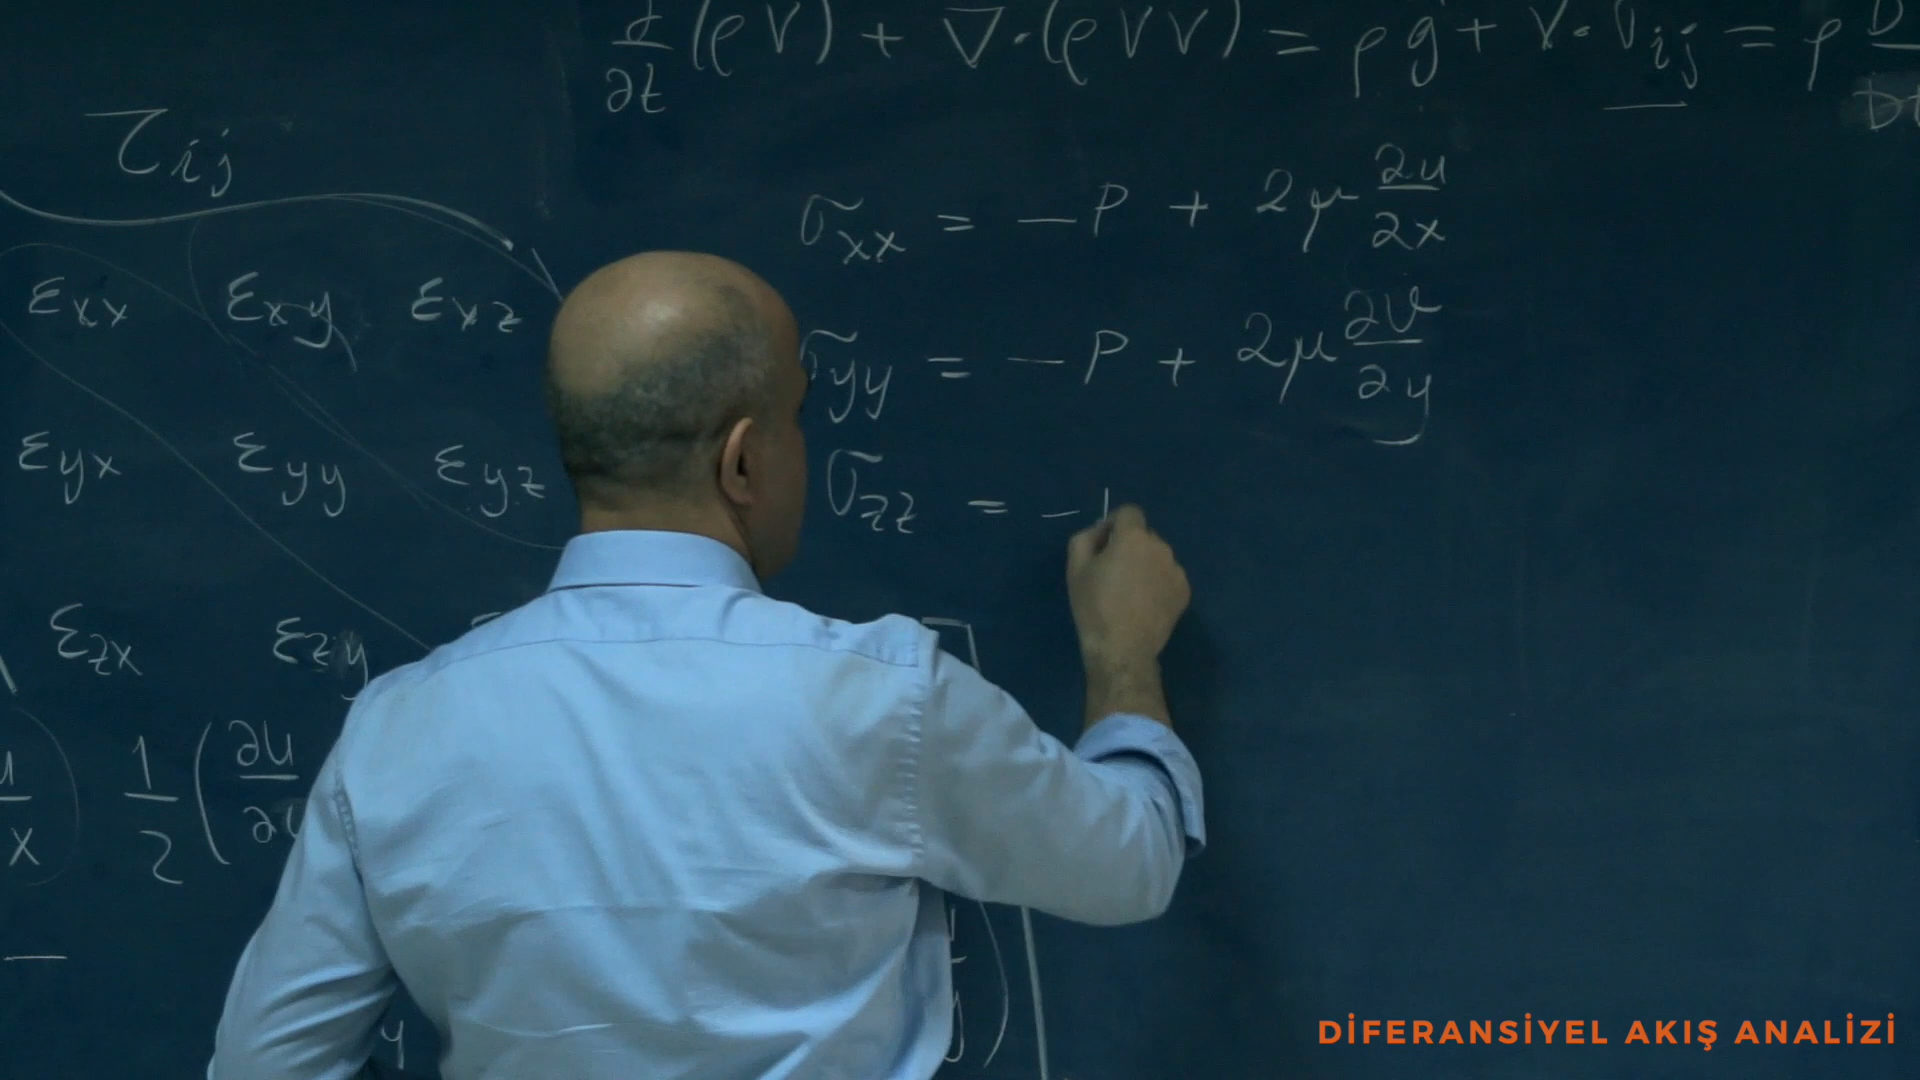 ∂/∂t (ρV) + ∇·(ρVV) = ρg + ∇·σij = ρ D/Dt
τij
σxx = -P + 2μ ∂u/∂x
εxx εxy εxz
σyy = -P + 2μ ∂v/∂y
εyx εyy εyz
σzz = -
εzx εzy
1/2 (∂u
DİFERANSİYEL AKIŞ ANALİZİ